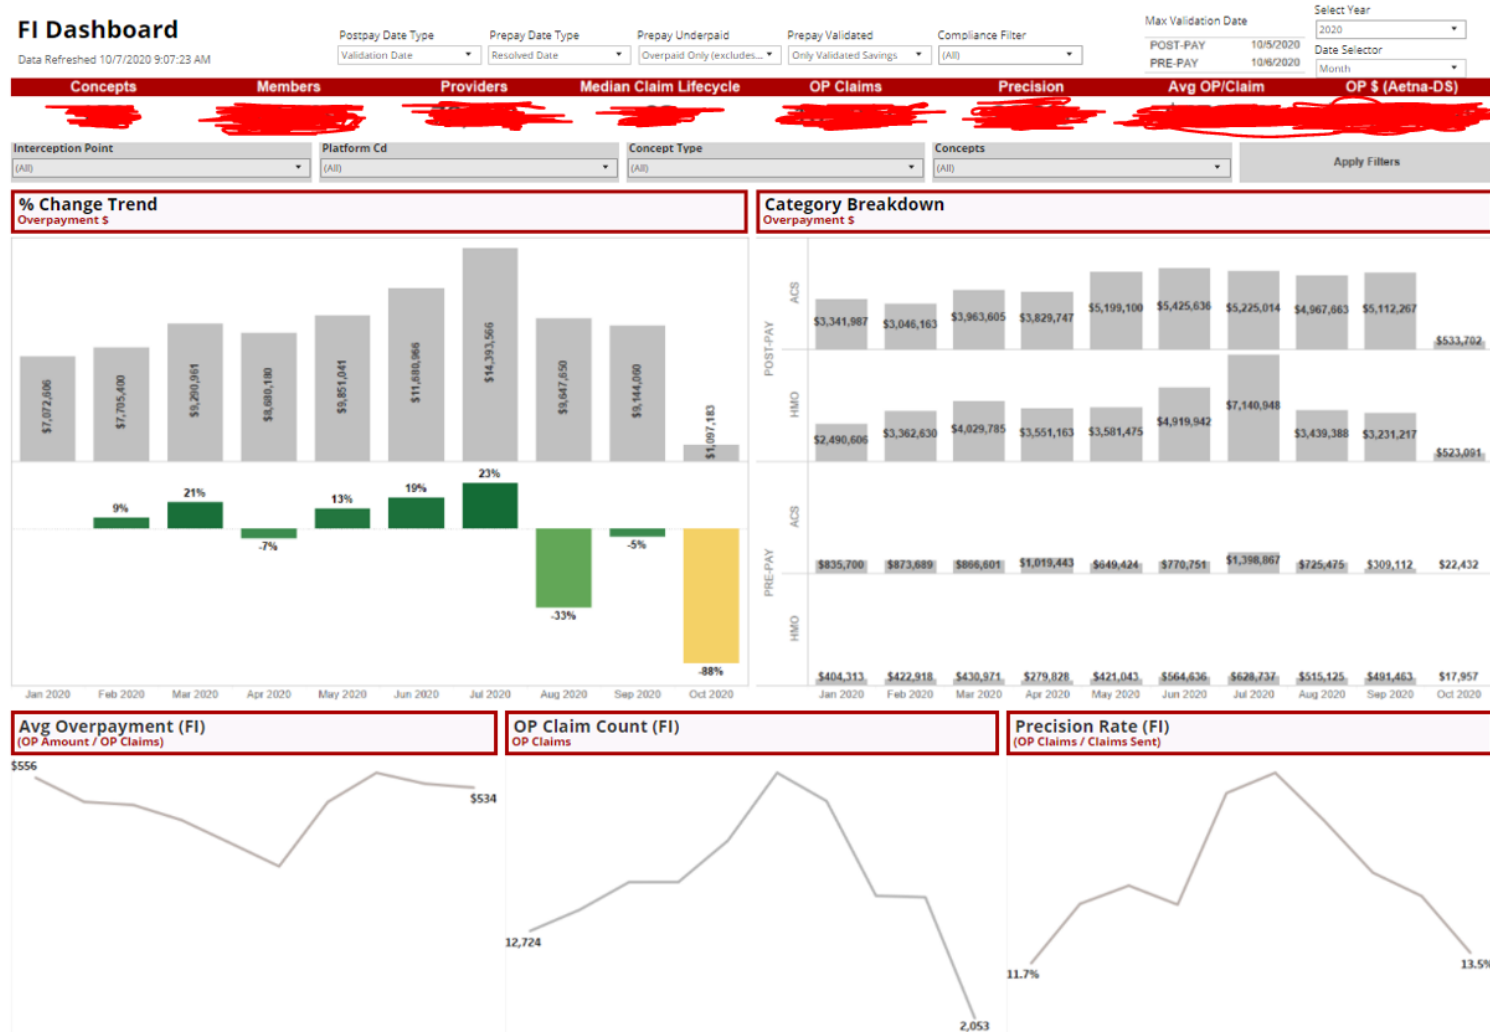 FI Dashboard
Data Refreshed 10/7/2020 9:07:23 AM
Postpay Date Type
Validation Date
Prepay Date Type
Resolved Date
Prepay Underpaid
Overpaid Only (excludes...
Prepay Validated
Only Validated Savings
Compliance Filter
(All)
Max Validation Date
POST-PAY 10/5/2020
PRE-PAY 10/6/2020
Select Year
2020
Date Selector
Month
Concepts Members Providers Median Claim Lifecycle OP Claims Precision Avg OP/Claim OP $ (Aetna-DS)
Interception Point
(All)
Platform Cd
(All)
Concept Type
(All)
Concepts
(All)
Apply Filters
% Change Trend
Overpayment $
$7,072,606 $7,705,400 $9,290,961 $8,680,180 $9,851,041 $11,680,966 $14,393,566 $9,647,650 $9,144,060 $1,097,183
9% 21% -7% 13% 19% 23% -33% -5% -88%
Jan 2020 Feb 2020 Mar 2020 Apr 2020 May 2020 Jun 2020 Jul 2020 Aug 2020 Sep 2020 Oct 2020
Category Breakdown
Overpayment $
POST-PAY
ACS
$3,341,987 $3,046,163 $3,963,605 $3,829,747 $5,199,100 $5,425,636 $5,225,014 $4,967,663 $5,112,267 $533,702
HMO
$2,490,606 $3,362,630 $4,029,785 $3,551,163 $3,581,475 $4,919,942 $7,140,948 $3,439,388 $3,231,217 $523,091
PRE-PAY
ACS
$835,700 $873,689 $866,601 $1,019,443 $649,424 $770,751 $1,398,867 $725,475 $309,112 $22,432
HMO
$404,313 $422,918 $430,971 $279,828 $421,043 $564,636 $628,737 $515,125 $491,463 $17,957
Jan 2020 Feb 2020 Mar 2020 Apr 2020 May 2020 Jun 2020 Jul 2020 Aug 2020 Sep 2020 Oct 2020
Avg Overpayment (FI)
(OP Amount / OP Claims)
$556
$534
OP Claim Count (FI)
OP Claims
12,724
2,053
Precision Rate (FI)
(OP Claims / Claims Sent)
11.7%
13.5%